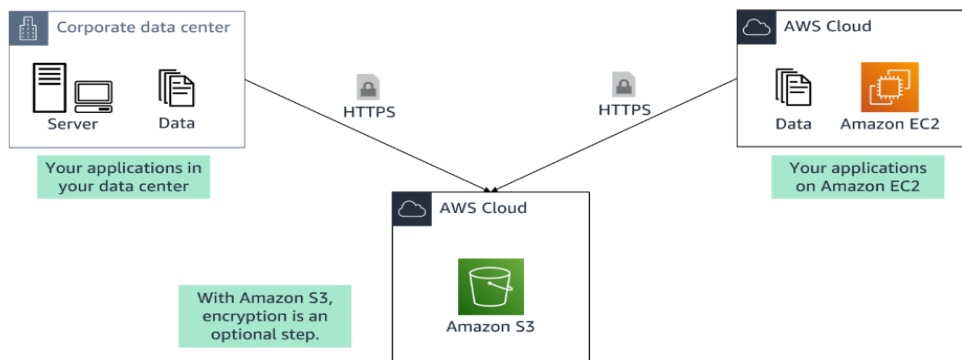 Corporate data center
Server
Data
Your applications in
your data center
HTTPS
HTTPS
AWS Cloud
Data
Amazon EC2
Your applications
on Amazon EC2
AWS Cloud
Amazon S3
With Amazon S3,
encryption is an
optional step.